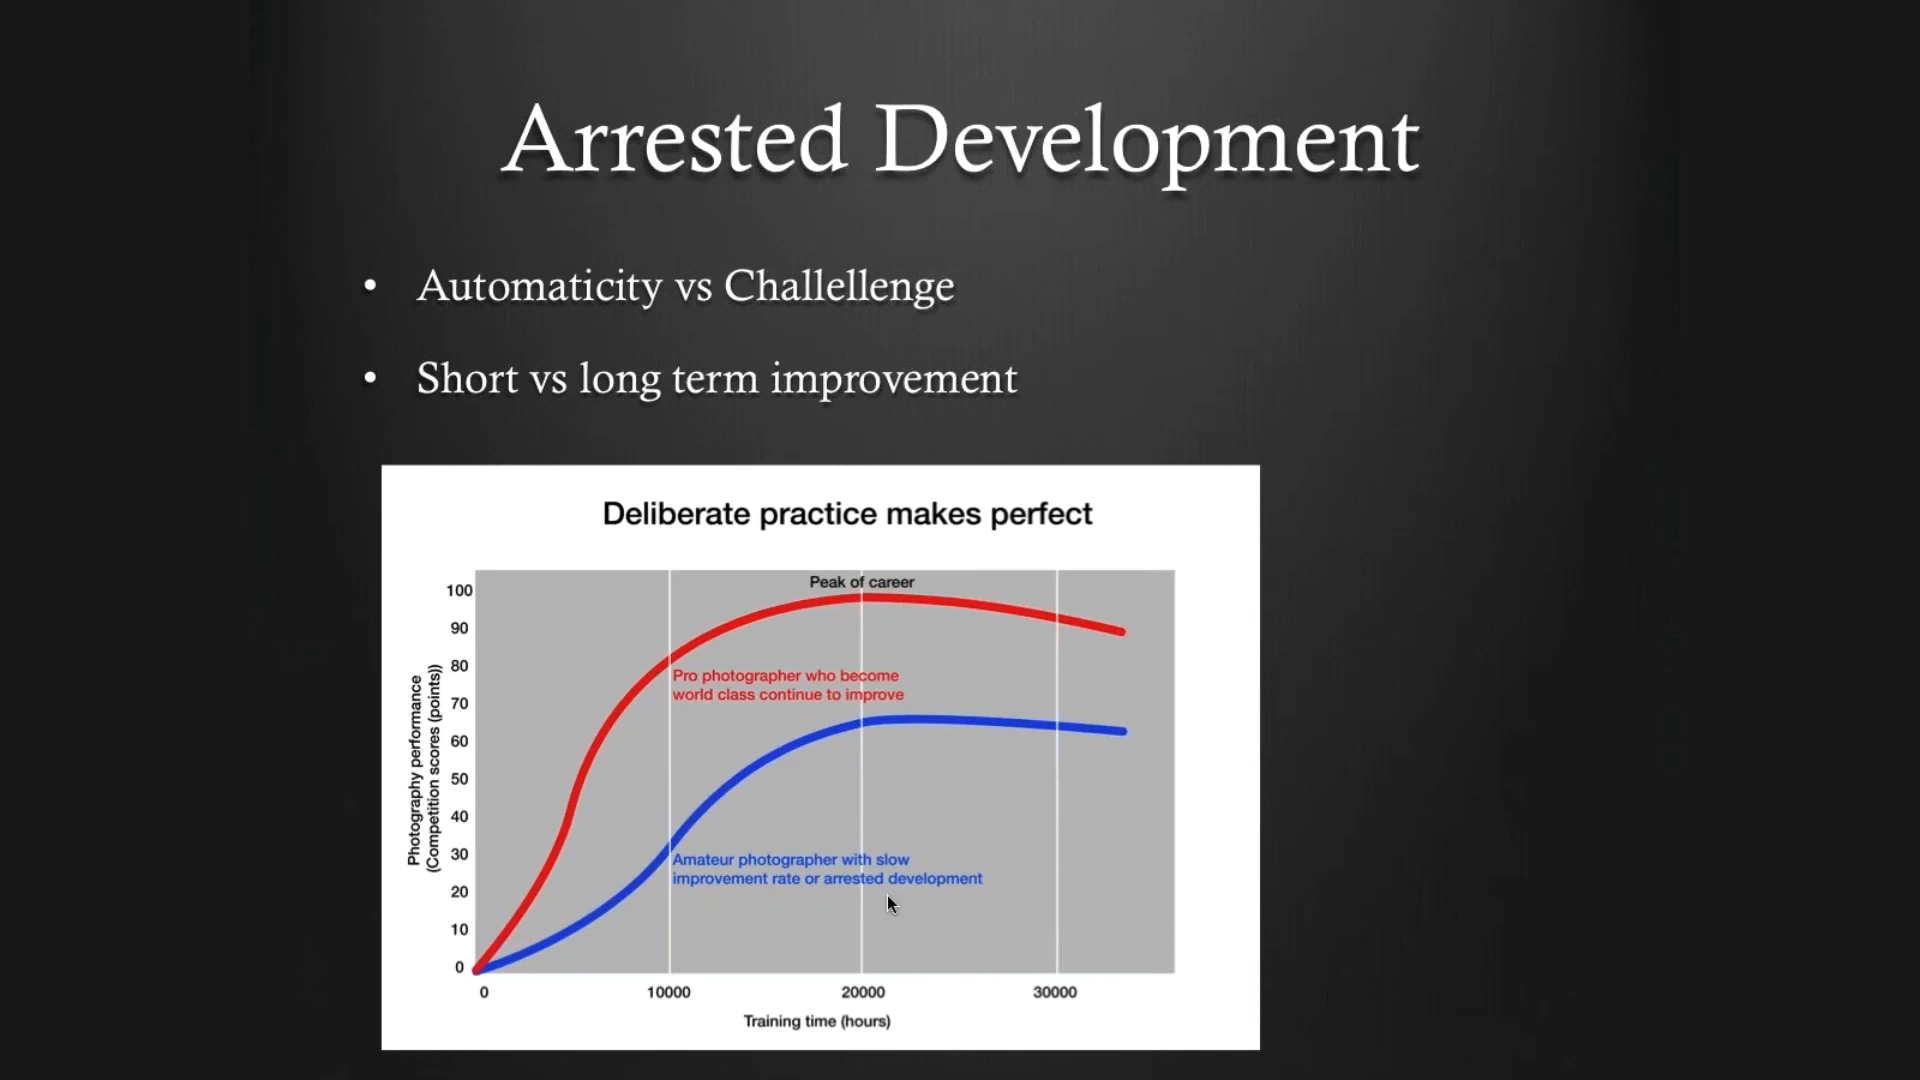 Arrested Development
• Automaticity vs Challellenge
• Short vs long term improvement
Deliberate practice makes perfect
Peak of career
100
90
80
70
60
50
40
30
20
10
0
Photography performance
(Competition scores (points))
Pro photographer who become
world class continue to improve
Amateur photographer with slow
improvement rate or arrested development
0 10000 20000 30000
Training time (hours)